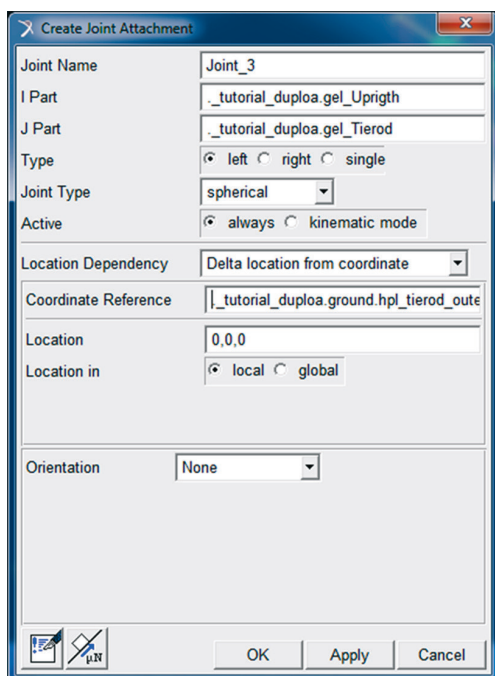 Create Joint Attachment
Joint Name Joint_3
I Part ._tutorial_duploa.gel_Uprigth
J Part ._tutorial_duploa.gel_Tierod
Type left right single
Joint Type spherical
Active always kinematic mode
Location Dependency Delta location from coordinate
Coordinate Reference ._tutorial_duploa.ground.hpl_tierod_oute
Location 0,0,0
Location in local global
Orientation None
μN OK Apply Cancel